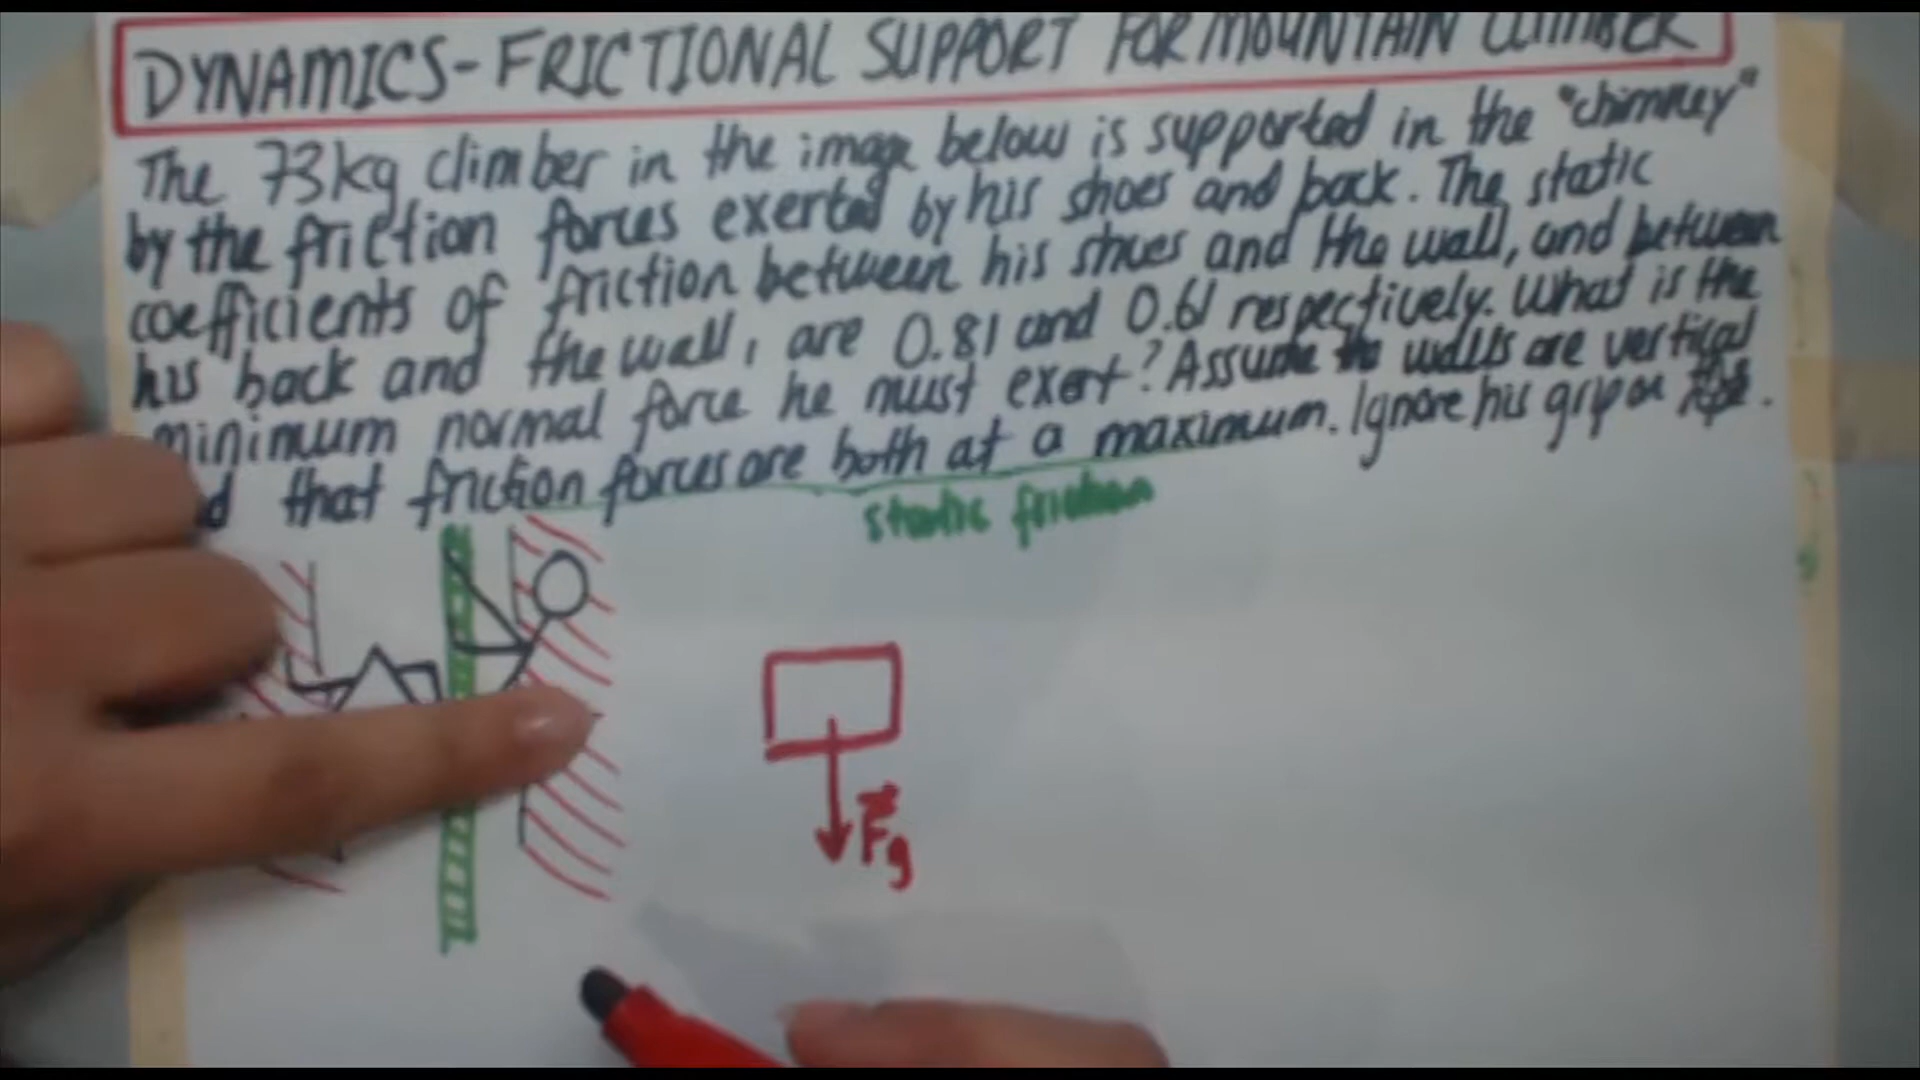 DYNAMICS-FRICTIONAL SUPPORT FOR MOUNTAIN CLIMBER
The 73kg climber in the image below is supported in the "chimney"
by the friction forces exerted by his shoes and back. The static
coefficients of friction between his shoes and the wall, and between
his back and the wall, are 0.81 and 0.61 respectively. What is the
minimum normal force he must exert? Assume the walls are vertical
that friction forces are both at a maximum. Ignore his grip on
static friction
Fg